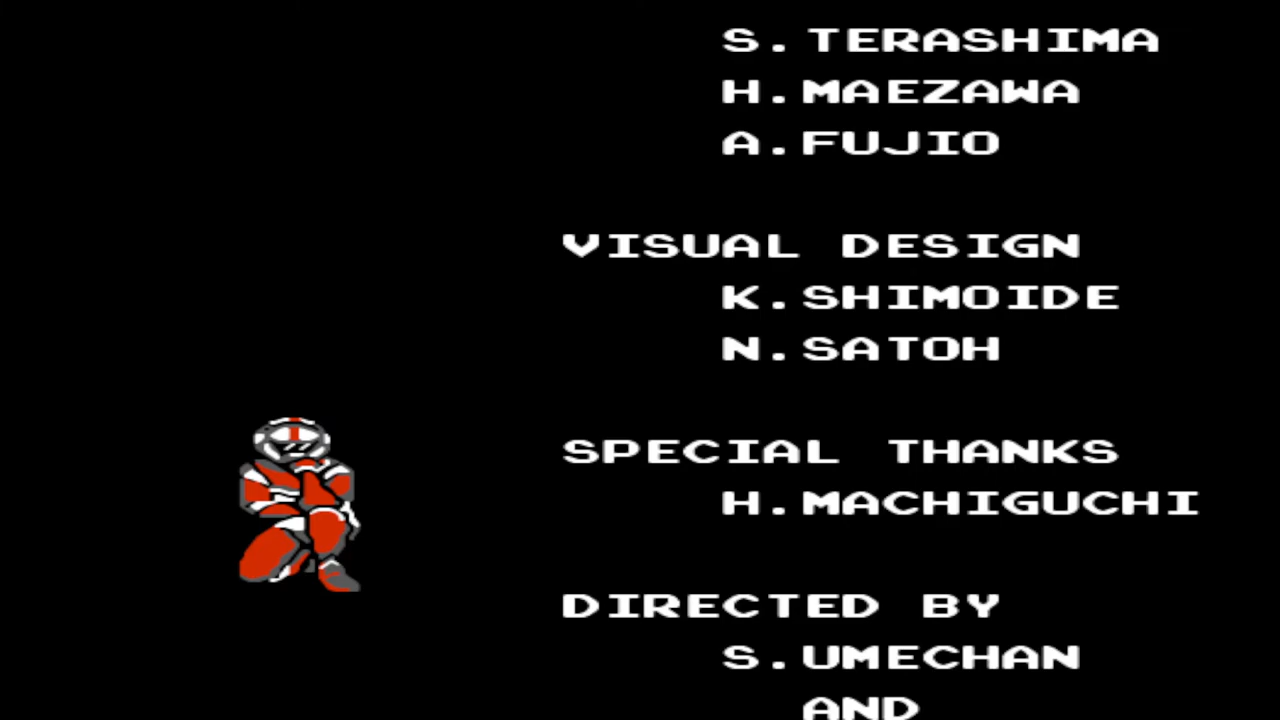 S.TERASHIMA
H.MAEZAWA
A.FUJIO
VISUAL DESIGN
K.SHIMOIDE
N.SATOH
SPECIAL THANKS
H.MACHIGUCHI
DIRECTED BY
S.UMECHAN
AND